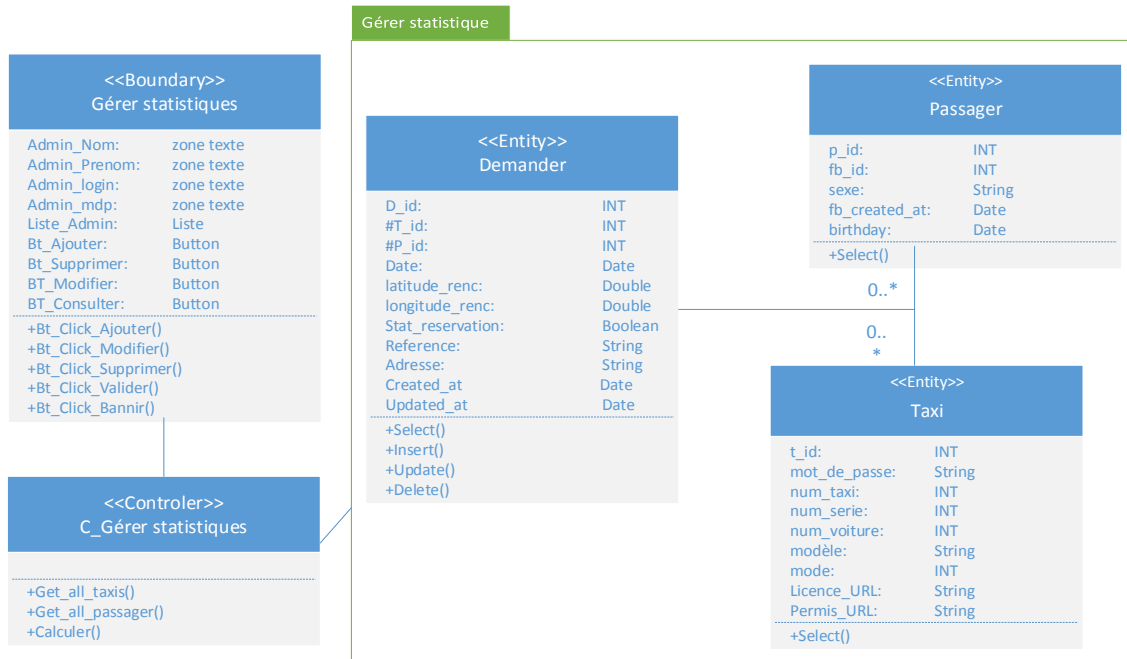 Gérer statistique
<<Boundary>>
Gérer statistiques
Admin_Nom: zone texte
Admin_Prenom: zone texte
Admin_login: zone texte
Admin_mdp: zone texte
Liste_Admin: Liste
Bt_Ajouter: Button
Bt_Supprimer: Button
BT_Modifier: Button
BT_Consulter: Button
+Bt_Click_Ajouter()
+Bt_Click_Modifier()
+Bt_Click_Supprimer()
+Bt_Click_Valider()
+Bt_Click_Bannir()
<<Controler>>
C_Gérer statistiques
+Get_all_taxis()
+Get_all_passager()
+Calculer()
<<Entity>>
Demander
D_id: INT
#T_id: INT
#P_id: INT
Date: Date
latitude_renc: Double
longitude_renc: Double
Stat_reservation: Boolean
Reference: String
Adresse: String
Created_at Date
Updated_at Date
+Select()
+Insert()
+Update()
+Delete()
<<Entity>>
Passager
p_id: INT
fb_id: INT
sexe: String
fb_created_at: Date
birthday: Date
+Select()
0..*
0..
*
<<Entity>>
Taxi
t_id: INT
mot_de_passe: String
num_taxi: INT
num_serie: INT
num_voiture: INT
modèle: String
mode: INT
Licence_URL: String
Permis_URL: String
+Select()